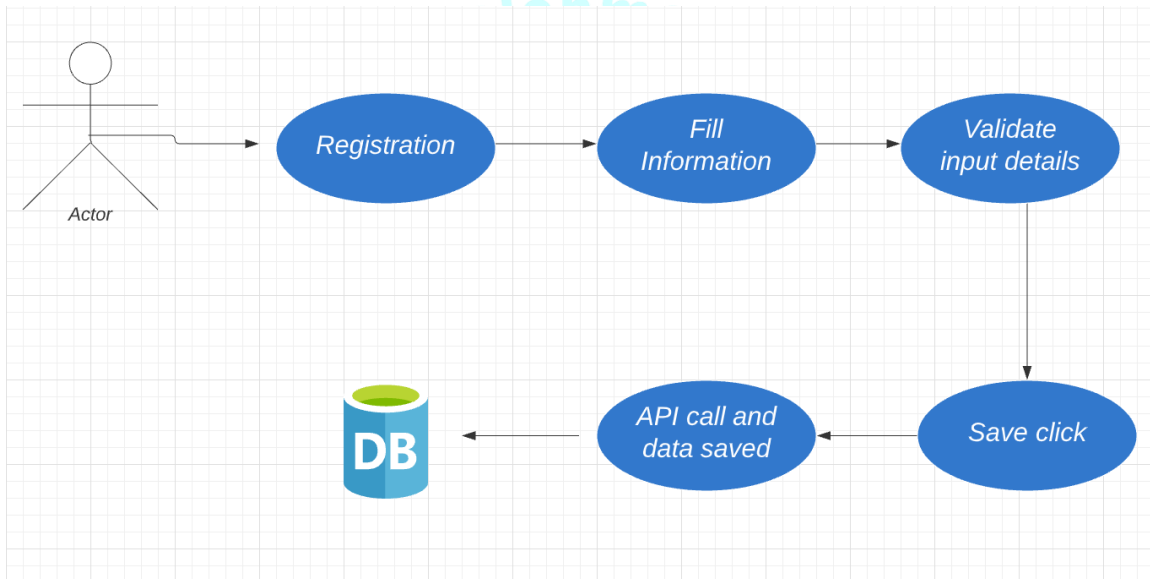 Registration
Fill
Information
Validate
input details
Actor
DB
API call and
data saved
Save click